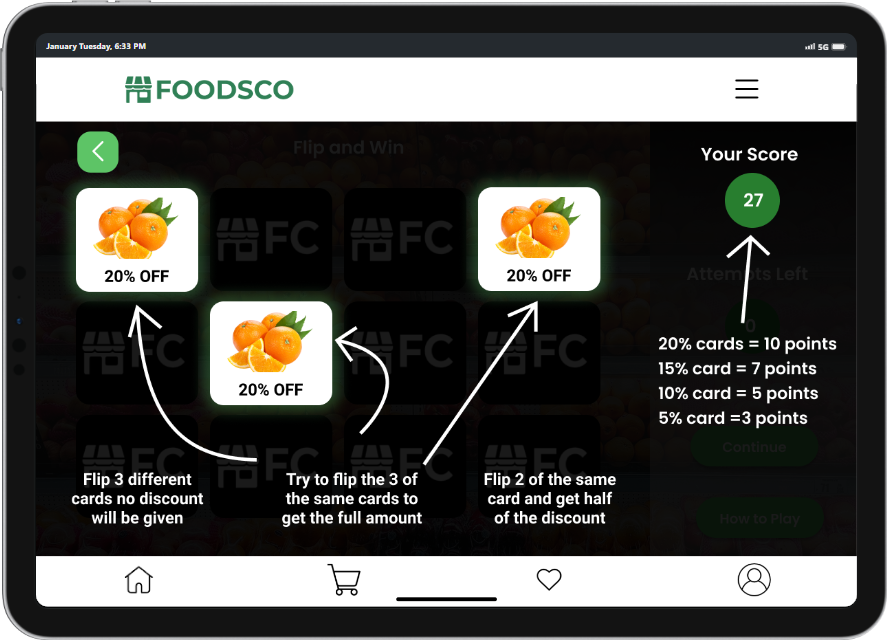 January Tuesday, 6:33 PM
5G
FOODSCO
Flip and Win
Your Score
27
20% OFF
FC
FC
20% OFF
Attempts Left
0
FC
20% OFF
FC
FC
20% cards = 10 points
15% card = 7 points
10% card = 5 points
5% card =3 points
Continue
FC
FC
FC
FC
Flip 3 different
cards no discount
will be given
Try to flip the 3 of
the same cards to
get the full amount
Flip 2 of the same
card and get half
of the discount
How to Play